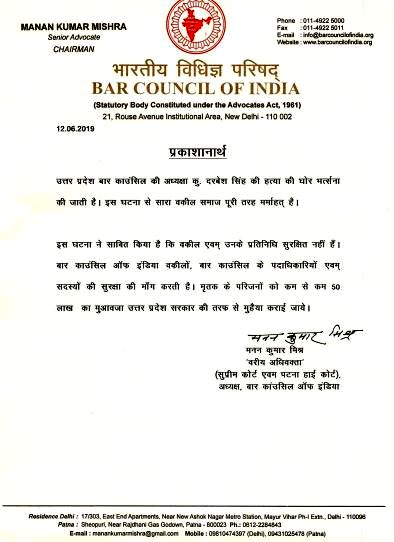 MANAN KUMAR MISHRA
Senior Advocate
CHAIRMAN
Phone : 011-4922 5000
Fax : 011-4922 5011
E-mail : info@barcouncilofindia.org
Website : www.barcouncilofindia.org
भारतीय विधिज्ञ परिषद्
BAR COUNCIL OF INDIA
(Statutory Body Constituted under the Advocates Act, 1961)
21, Rouse Avenue Institutional Area, New Delhi - 110 002
12.06.2019
प्रकाशनार्थ
उत्तर प्रदेश बार काउंसिल की अध्यक्षा कु. दरबेश सिंह की हत्या की घोर भर्त्सना
की जाती है। इस घटना से सारा वकील समाज पूरी तरह मर्माहत् है।
इस घटना ने साबित किया है कि वकील एवम् उनके प्रतिनिधि सुरक्षित नहीं हैं।
बार काउंसिल ऑफ इंडिया वकीलों, बार काउंसिल के पदाधिकारियों एवम्
सदस्यों की सुरक्षा की माँग करती है। मृतक के परिजनों को कम से कम 50
लाख का मुआवजा उत्तर प्रदेश सरकार की तरफ से मुहैया कराई जाये।
मनन कुमार मिश्र
मनन कुमार मिश्र
'वरीय अधिवक्ता'
(सुप्रीम कोर्ट एवम पटना हाई कोर्ट),
अध्यक्ष, बार कांउसिल ऑफ इंडिया
Residence Delhi : 17/303, East End Apartments, Near New Ashok Nagar Metro Station, Mayur Vihar Ph-I Extn., Delhi - 110096
Patna : Sheopuri, Near Rajdhani Gas Godown, Patna - 800023 Ph.: 0612-2284843
E-mail : manankumarmishra@gmail.com Mobile : 09810474397 (Delhi), 09431025478 (Patna)